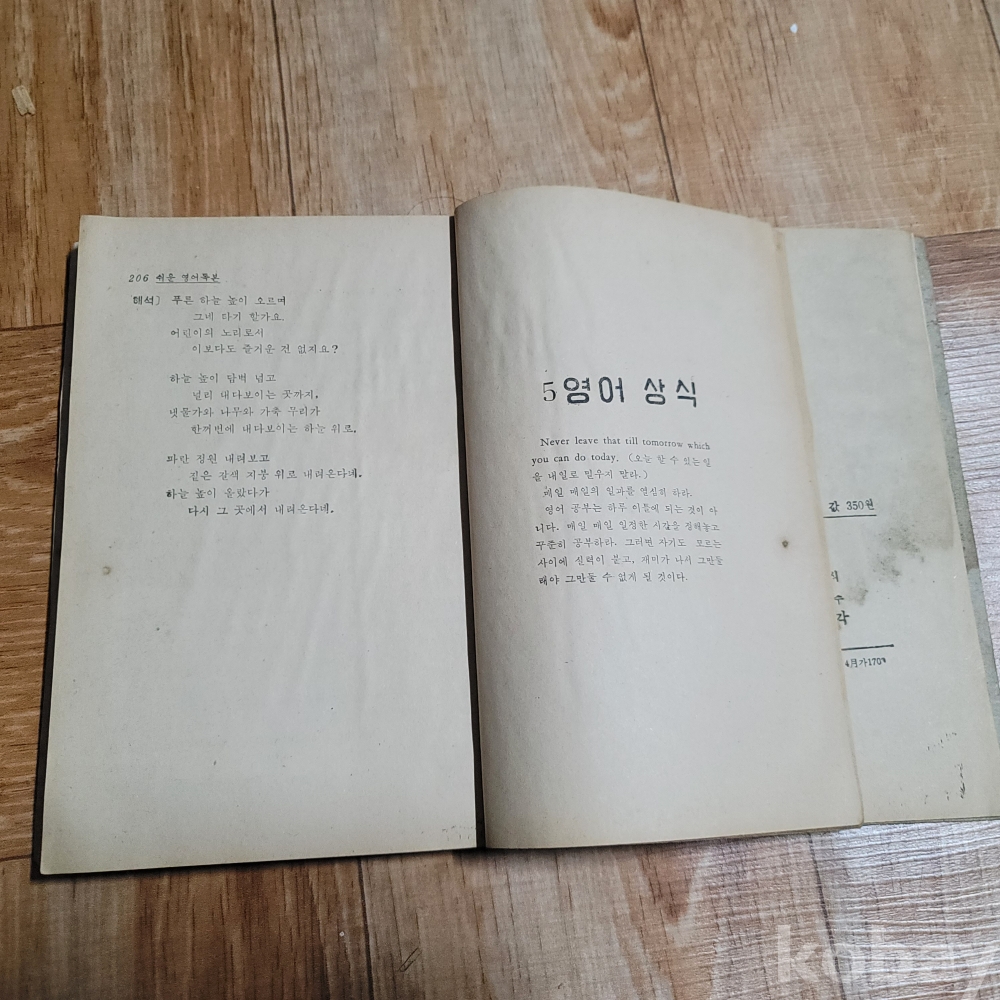 206 쉬운 영어독본
해석) 푸른 하늘 높이 오르며
그네 타기 할가요.
어린이의 노리로서
이보다도 즐거운 건 없지요?
하늘 높이 담벽 넘고
널리 내다보이는 곳까지,
냇물가와 나무와 가축 무리가
한꺼번에 내다보이는 하늘 위로,
파란 정원 내려보고
짙은 갈색 지붕 위로 내려온다네.
하늘 높이 올랐다가
다시 그 곳에서 내려온다네.
5 영어 상식
Never leave that till tomorrow which
you can do today. (오늘 할 수 있는 일
을 내일로 밀우지 말라.)
매일 매일의 일과를 열심히 하라.
영어 공부는 하루 이틀에 되는 것이 아
니다. 매일 매일 일정한 시간을 정해놓고
꾸준히 공부하라. 그러면 자기도 모르는
사이에 실력이 붙고, 재미가 나서 그만둘
래야 그만둘 수 없게 될 것이다.
값 350원
4月가170
kobay